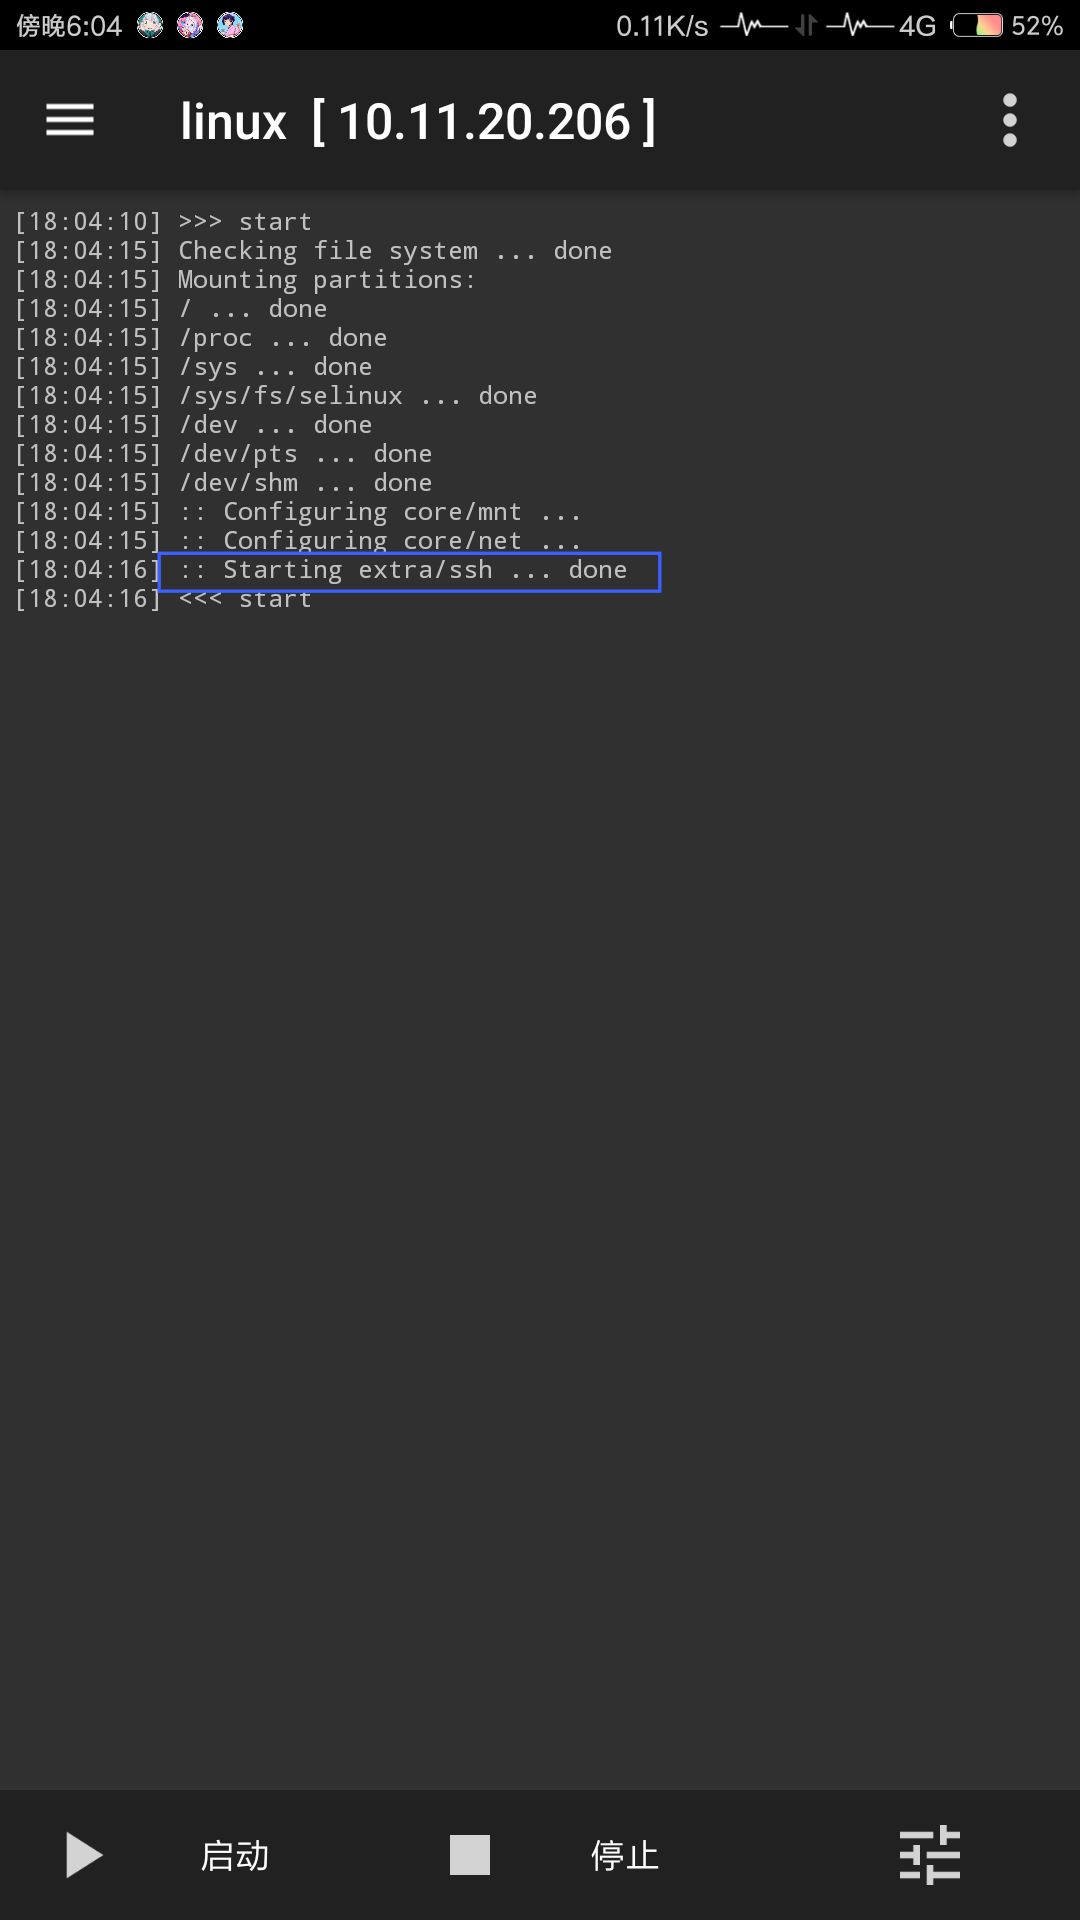 傍晚6:04 0.11K/s 4G 52%
linux [ 10.11.20.206 ]
[18:04:10] >>> start
[18:04:15] Checking file system ... done
[18:04:15] Mounting partitions:
[18:04:15] / ... done
[18:04:15] /proc ... done
[18:04:15] /sys ... done
[18:04:15] /sys/fs/selinux ... done
[18:04:15] /dev ... done
[18:04:15] /dev/pts ... done
[18:04:15] /dev/shm ... done
[18:04:15] :: Configuring core/mnt ...
[18:04:15] :: Configuring core/net ...
[18:04:16] :: Starting extra/ssh ... done
[18:04:16] <<< start
启动 停止